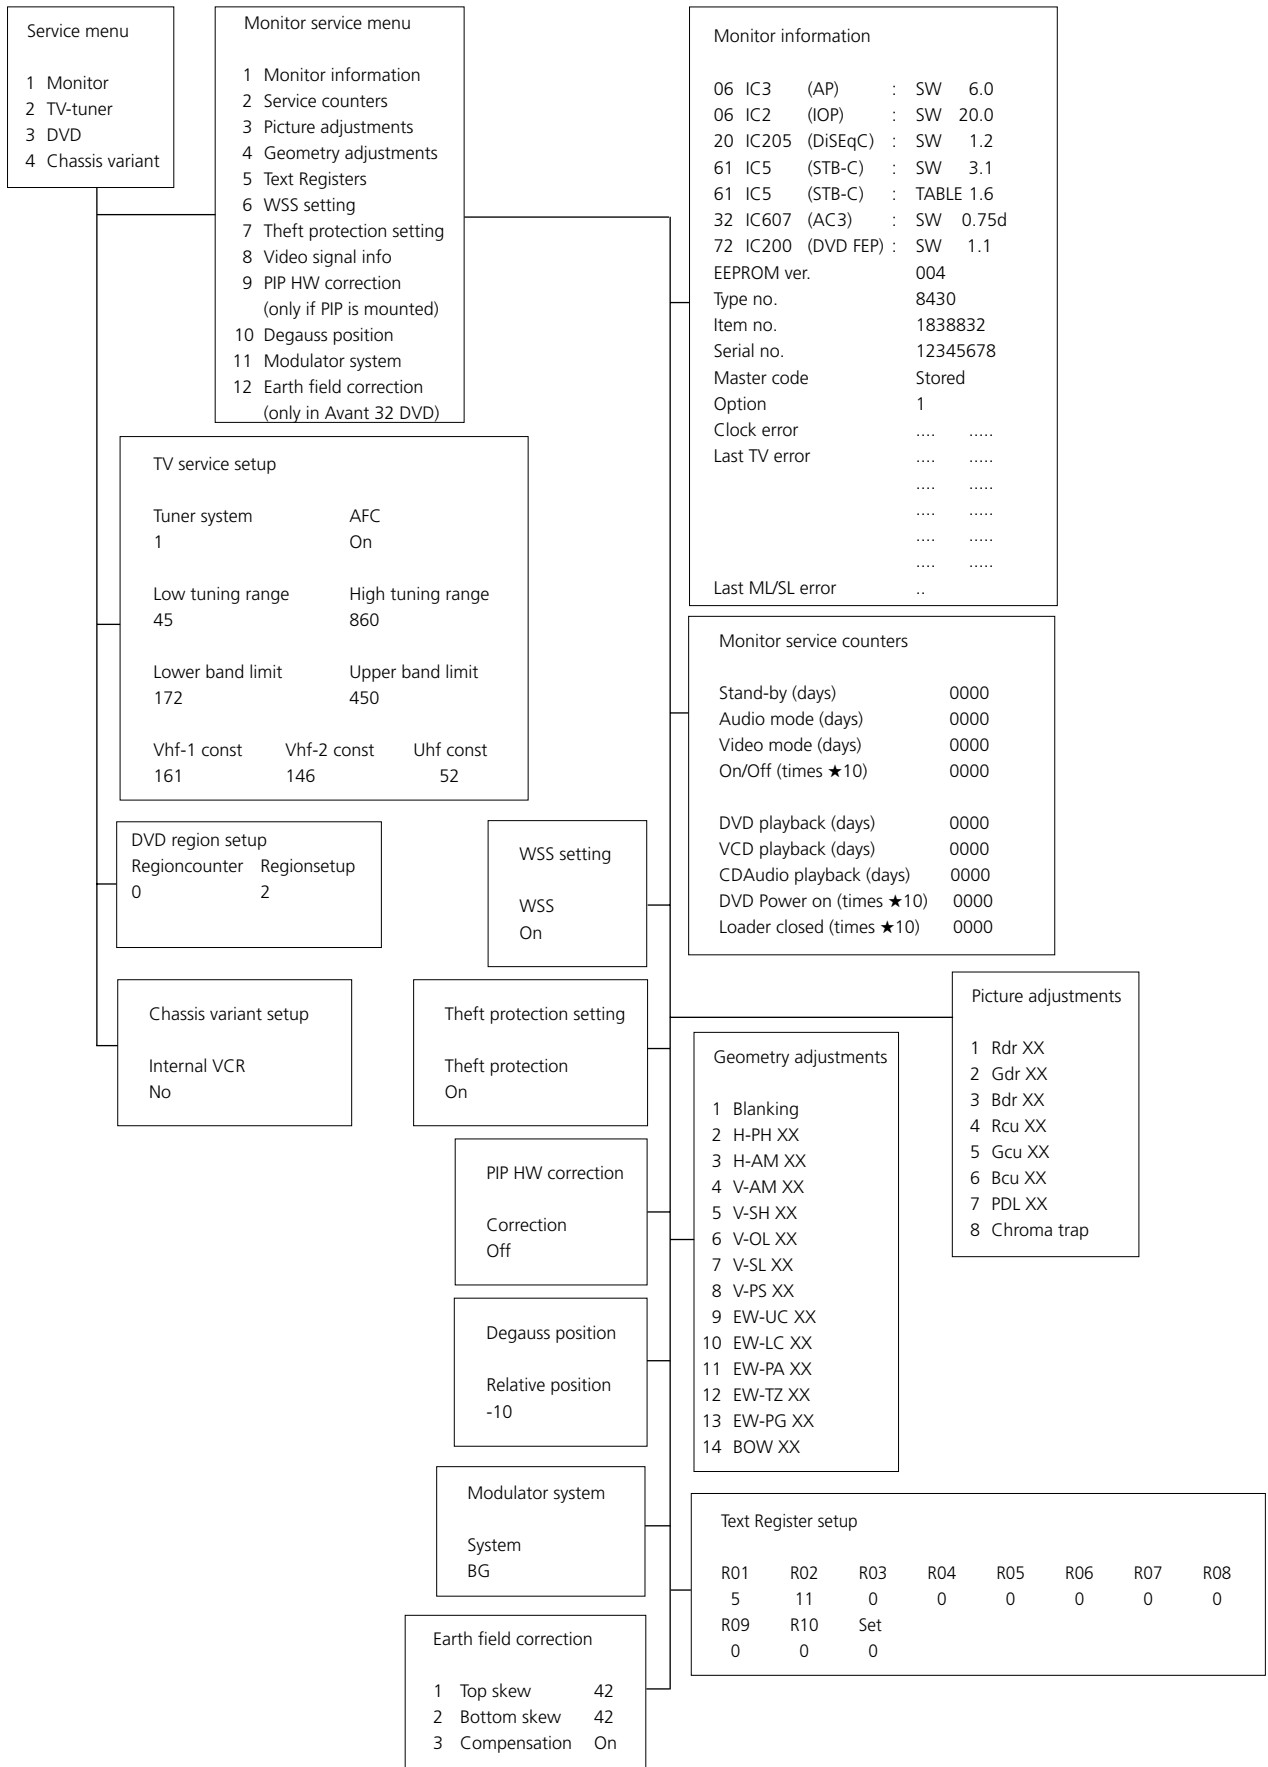 Service menu
1 Monitor
2 TV-tuner
3 DVD
4 Chassis variant
Monitor service menu
1 Monitor information
2 Service counters
3 Picture adjustments
4 Geometry adjustments
5 Text Registers
6 WSS setting
7 Theft protection setting
8 Video signal info
9 PIP HW correction
(only if PIP is mounted)
10 Degauss position
11 Modulator system
12 Earth field correction
(only in Avant 32 DVD)
Monitor information
06 IC3 (AP) : SW 6.0
06 IC2 (IOP) : SW 20.0
20 IC205 (DiSEqC) : SW 1.2
61 IC5 (STB-C) : SW 3.1
61 IC5 (STB-C) : TABLE 1.6
32 IC607 (AC3) : SW 0.75d
72 IC200 (DVD FEP) : SW 1.1
EEPROM ver. 004
Type no. 8430
Item no. 1838832
Serial no. 12345678
Master code Stored
Option 1
Clock error .... .....
Last TV error .... .....
.... .....
.... .....
.... .....
.... .....
Last ML/SL error ..
TV service setup
Tuner system AFC
1 On
Low tuning range High tuning range
45 860
Lower band limit Upper band limit
172 450
Vhf-1 const Vhf-2 const Uhf const
161 146 52
Monitor service counters
Stand-by (days) 0000
Audio mode (days) 0000
Video mode (days) 0000
On/Off (times ★10) 0000
DVD playback (days) 0000
VCD playback (days) 0000
CDAudio playback (days) 0000
DVD Power on (times ★10) 0000
Loader closed (times ★10) 0000
DVD region setup
Regioncounter Regionsetup
0 2
WSS setting
WSS
On
Chassis variant setup
Internal VCR
No
Theft protection setting
Theft protection
On
Picture adjustments
1 Rdr XX
2 Gdr XX
3 Bdr XX
4 Rcu XX
5 Gcu XX
6 Bcu XX
7 PDL XX
8 Chroma trap
Geometry adjustments
1 Blanking
2 H-PH XX
3 H-AM XX
4 V-AM XX
5 V-SH XX
6 V-OL XX
7 V-SL XX
8 V-PS XX
9 EW-UC XX
10 EW-LC XX
11 EW-PA XX
12 EW-TZ XX
13 EW-PG XX
14 BOW XX
PIP HW correction
Correction
Off
Degauss position
Relative position
-10
Modulator system
System
BG
Text Register setup
R01 R02 R03 R04 R05 R06 R07 R08
5 11 0 0 0 0 0 0
R09 R10 Set
0 0 0
Earth field correction
1 Top skew 42
2 Bottom skew 42
3 Compensation On